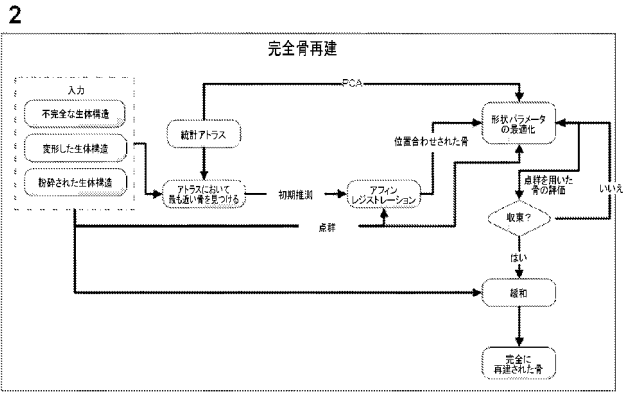 2
完全骨再建
入力
不完全な生体構造
変形した生体構造
粉砕された生体構造
統計アトラス
アトラスにおいて
最も近い骨を見つける
初期推測
アフィン
レジストレーション
点群
PCA
位置合わせされた骨
形状パラメータ
の最適化
点群を用いた
骨の評価
いいえ
収束？
はい
緩和
完全に
再建された骨